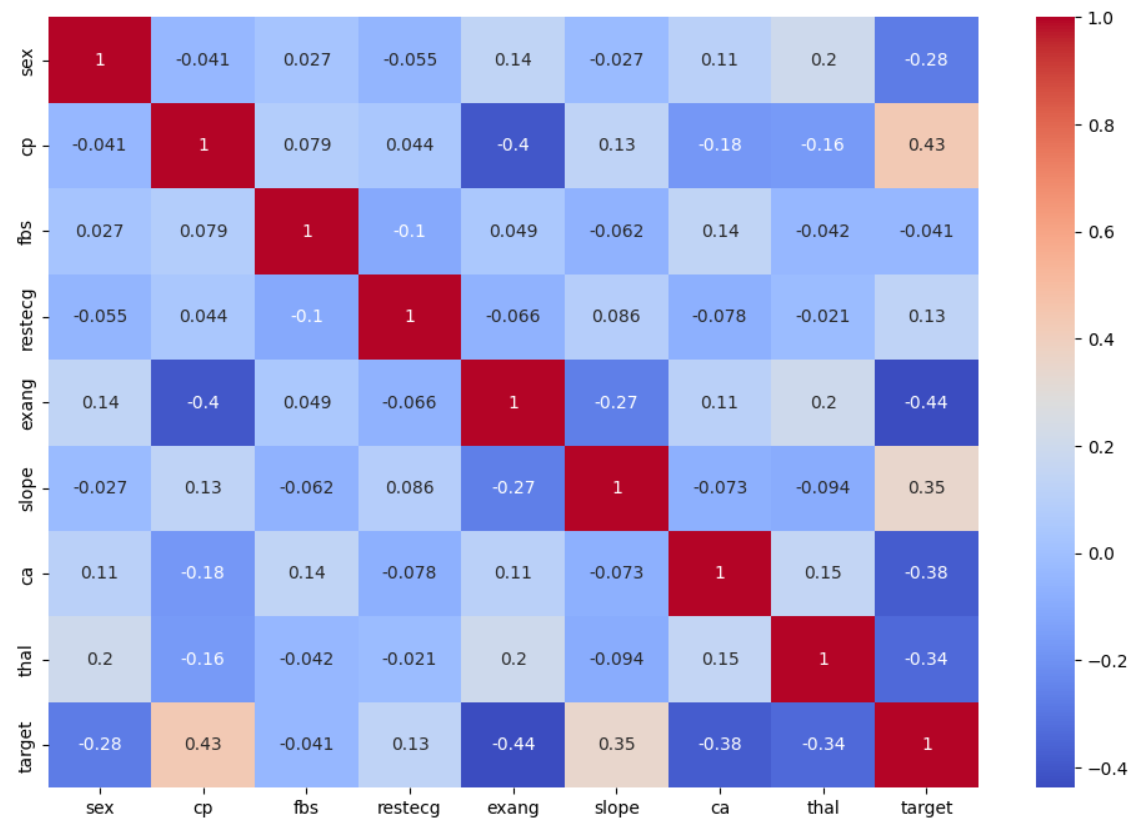 sex 1 -0.041 0.027 -0.055 0.14 -0.027 0.11 0.2 -0.28
cp -0.041 1 0.079 0.044 -0.4 0.13 -0.18 -0.16 0.43
fbs 0.027 0.079 1 -0.1 0.049 -0.062 0.14 -0.042 -0.041
restecg -0.055 0.044 -0.1 1 -0.066 0.086 -0.078 -0.021 0.13
exang 0.14 -0.4 0.049 -0.066 1 -0.27 0.11 0.2 -0.44
slope -0.027 0.13 -0.062 0.086 -0.27 1 -0.073 -0.094 0.35
ca 0.11 -0.18 0.14 -0.078 0.11 -0.073 1 0.15 -0.38
thal 0.2 -0.16 -0.042 -0.021 0.2 -0.094 0.15 1 -0.34
target -0.28 0.43 -0.041 0.13 -0.44 0.35 -0.38 -0.34 1
sex cp fbs restecg exang slope ca thal target
1.0
0.8
0.6
0.4
0.2
0.0
−0.2
−0.4